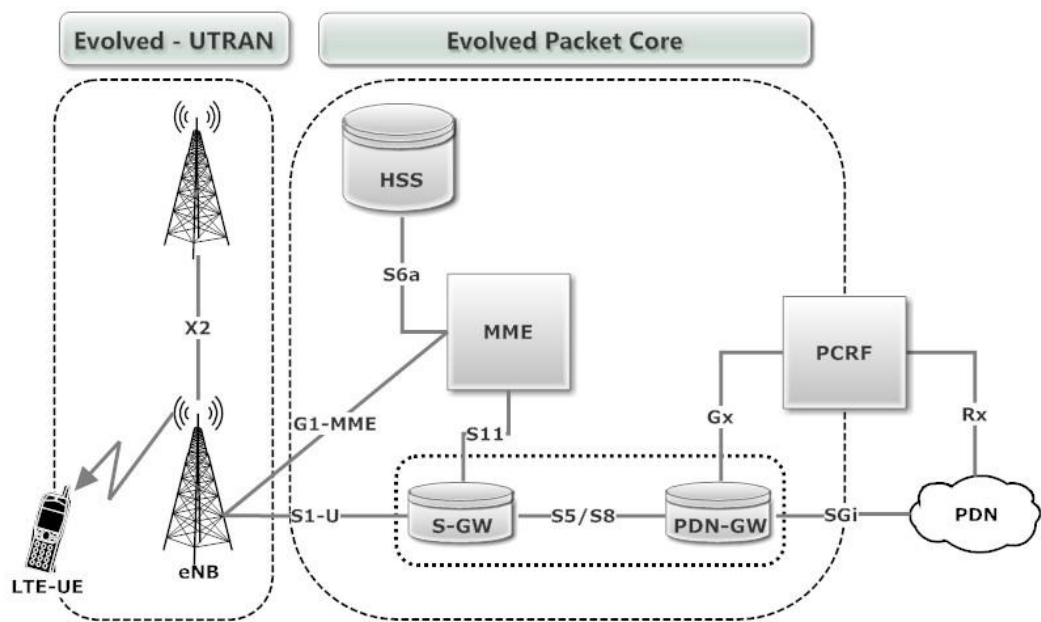 Evolved - UTRAN
Evolved Packet Core
HSS
S6a
MME
PCRF
X2
G1-MME
S11
Gx
Rx
S1-U
S-GW
S5/S8
PDN-GW
SGi
PDN
LTE-UE
eNB